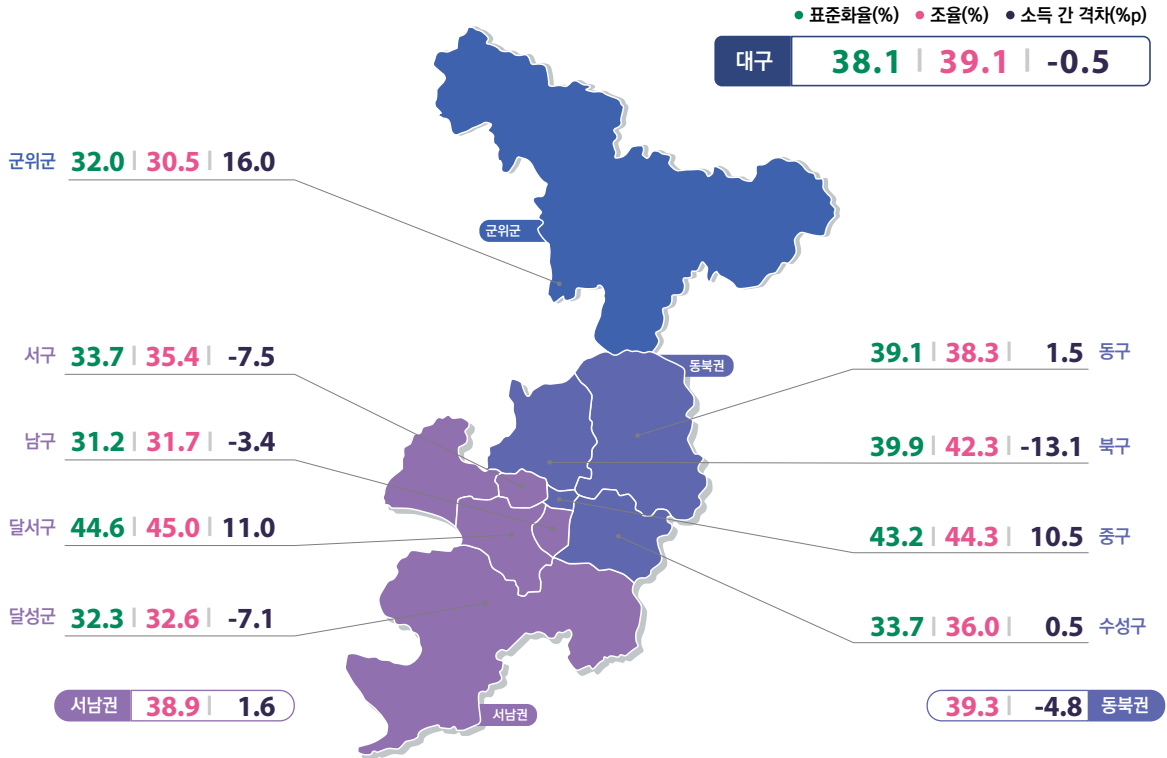 ● 표준화율(%) ● 조율(%) ● 소득 간 격차(%p)
대구 38.1 | 39.1 | -0.5
군위군 32.0 | 30.5 | 16.0
군위군
서구 33.7 | 35.4 | -7.5
동북권
39.1 | 38.3 | 1.5 동구
남구 31.2 | 31.7 | -3.4
39.9 | 42.3 | -13.1 북구
달서구 44.6 | 45.0 | 11.0
43.2 | 44.3 | 10.5 중구
달성군 32.3 | 32.6 | -7.1
33.7 | 36.0 | 0.5 수성구
서남권 38.9 | 1.6
서남권
39.3 | -4.8 동북권